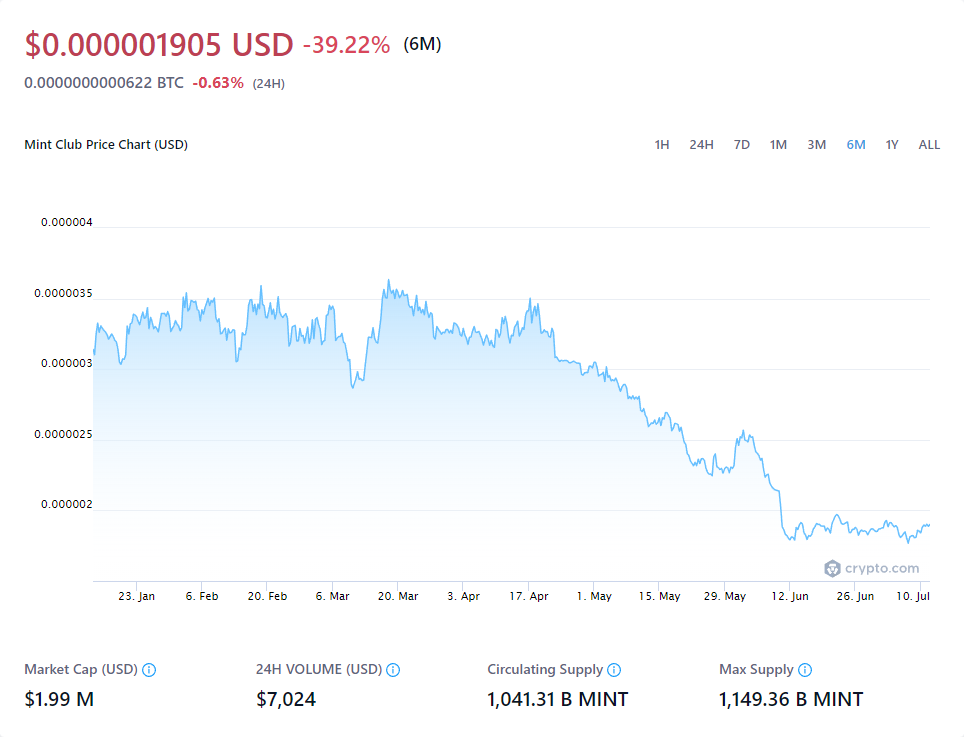 $0.000001905 USD -39.22% (6M)
0.0000000000622 BTC -0.63% (24H)
Mint Club Price Chart (USD)
1H 24H 7D 1M 3M 6M 1Y ALL
0.000004
0.0000035
0.000003
0.0000025
0.000002
crypto.com
23. Jan 6. Feb 20. Feb 6. Mar 20. Mar 3. Apr 17. Apr 1. May 15. May 29. May 12. Jun 26. Jun 10. Jul
Market Cap (USD) 24H VOLUME (USD) Circulating Supply Max Supply
$1.99 M $7,024 1,041.31 B MINT 1,149.36 B MINT